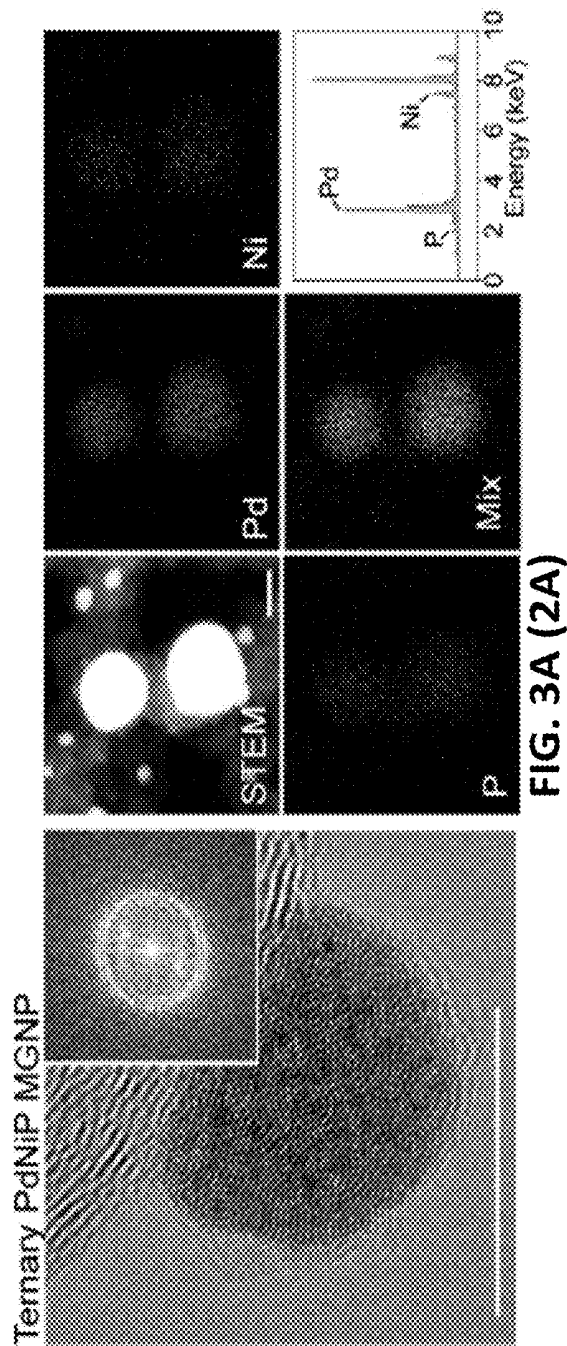 Ternary PdNiP MGNP
STEM
Pd
Ni
P
Mix
P
Pd
Ni
0 2 4 6 8 10
Energy (keV)
FIG. 3A (2A)